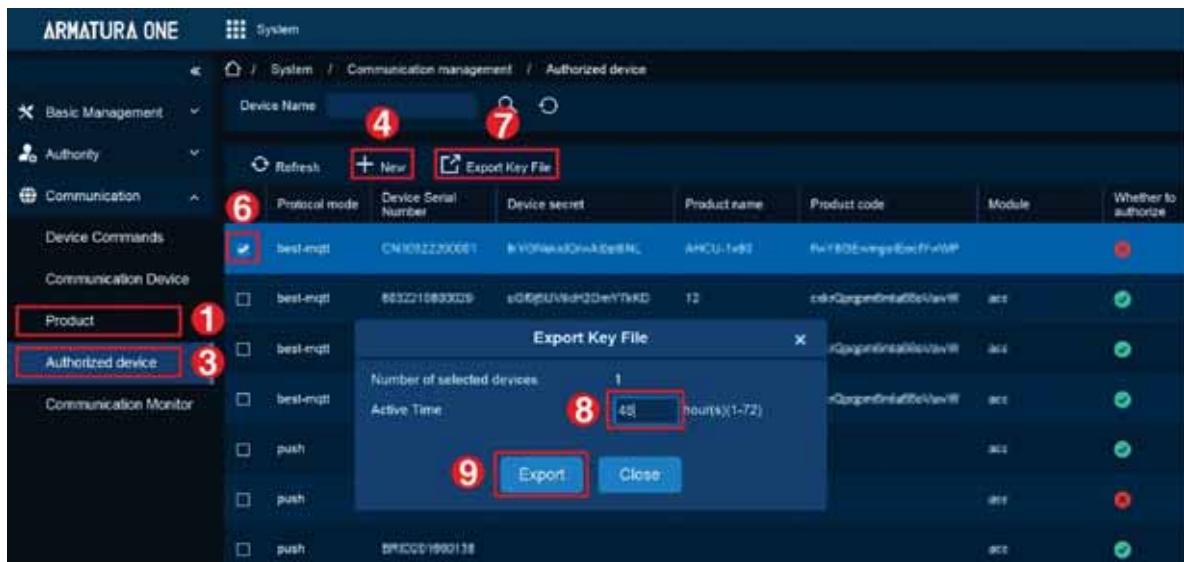 ARMATURA ONE
System
System / Communication management / Authorized device
Basic Management
Device Name
4
7
Authority
Refresh
New
Export Key File
Communication
6
Protocol mode
Device Serial Number
Device secret
Product name
Product code
Module
Whether to authorize
Device Commands
best-mqtt
Communication Device
best-mqtt
12
acc
Product
1
Export Key File
Authorized device
3
best-mqtt
acc
Number of selected devices 1
Communication Monitor
best-mqtt
Active Time
8
48
hour(s)(1-72)
acc
push
acc
9
Export
Close
push
acc
push
acc